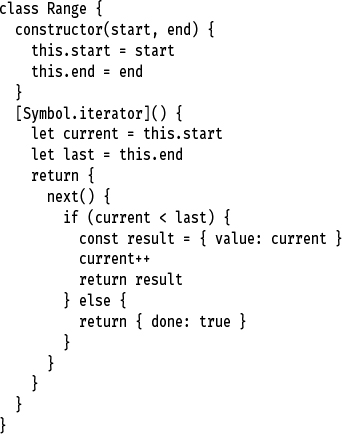 class Range {
  constructor(start, end) {
    this.start = start
    this.end = end
  }
  [Symbol.iterator]() {
    let current = this.start
    let last = this.end
    return {
      next() {
        if (current < last) {
          const result = { value: current }
          current++
          return result
        } else {
          return { done: true }
        }
      }
    }
  }
}